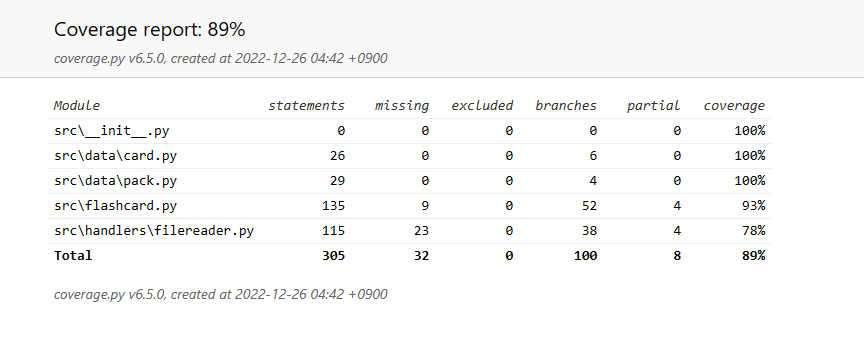 Coverage report: 89%
coverage.py v6.5.0, created at 2022-12-26 04:42 +0900
Module statements missing excluded branches partial coverage
src\__init__.py 0 0 0 0 0 100%
src\data\card.py 26 0 0 6 0 100%
src\data\pack.py 29 0 0 4 0 100%
src\flashcard.py 135 9 0 52 4 93%
src\handlers\filereader.py 115 23 0 38 4 78%
Total 305 32 0 100 8 89%
coverage.py v6.5.0, created at 2022-12-26 04:42 +0900